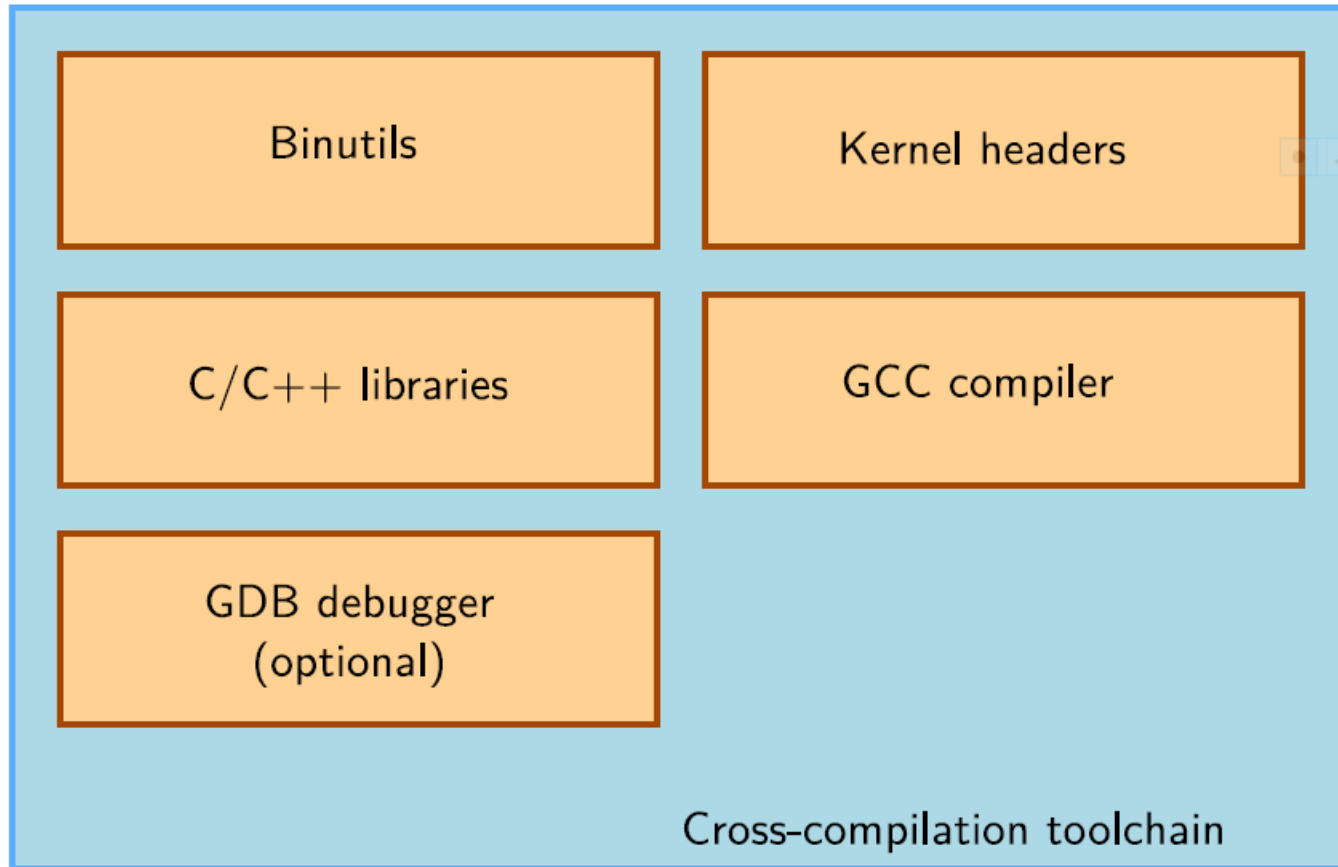 Binutils
Kernel headers
C/C++ libraries
GCC compiler
GDB debugger
(optional)
Cross-compilation toolchain